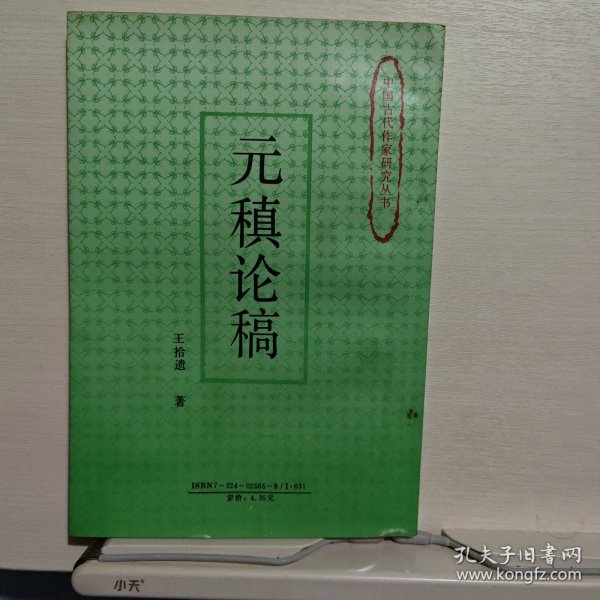 中国古代作家研究丛书
元稹论稿
王拾遗 著
ISBN7-224-02565-8/I·631
定价：4.35元
小天®
孔夫子旧书网
www.kongfz.com